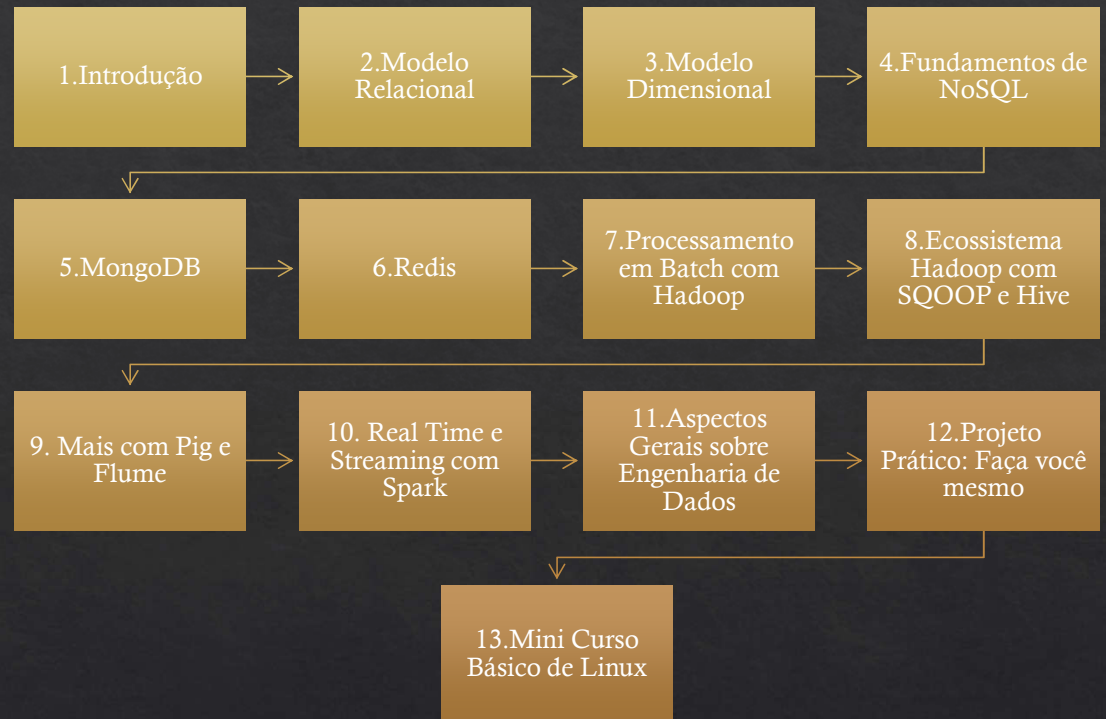 1.Introdução
2.Modelo
Relacional
3.Modelo
Dimensional
4.Fundamentos de
NoSQL
5.MongoDB
6.Redis
7.Processamento
em Batch com
Hadoop
8.Ecossistema
Hadoop com
SQOOP e Hive
9. Mais com Pig e
Flume
10. Real Time e
Streaming com
Spark
11.Aspectos
Gerais sobre
Engenharia de
Dados
12.Projeto
Prático: Faça você
mesmo
13.Mini Curso
Básico de Linux